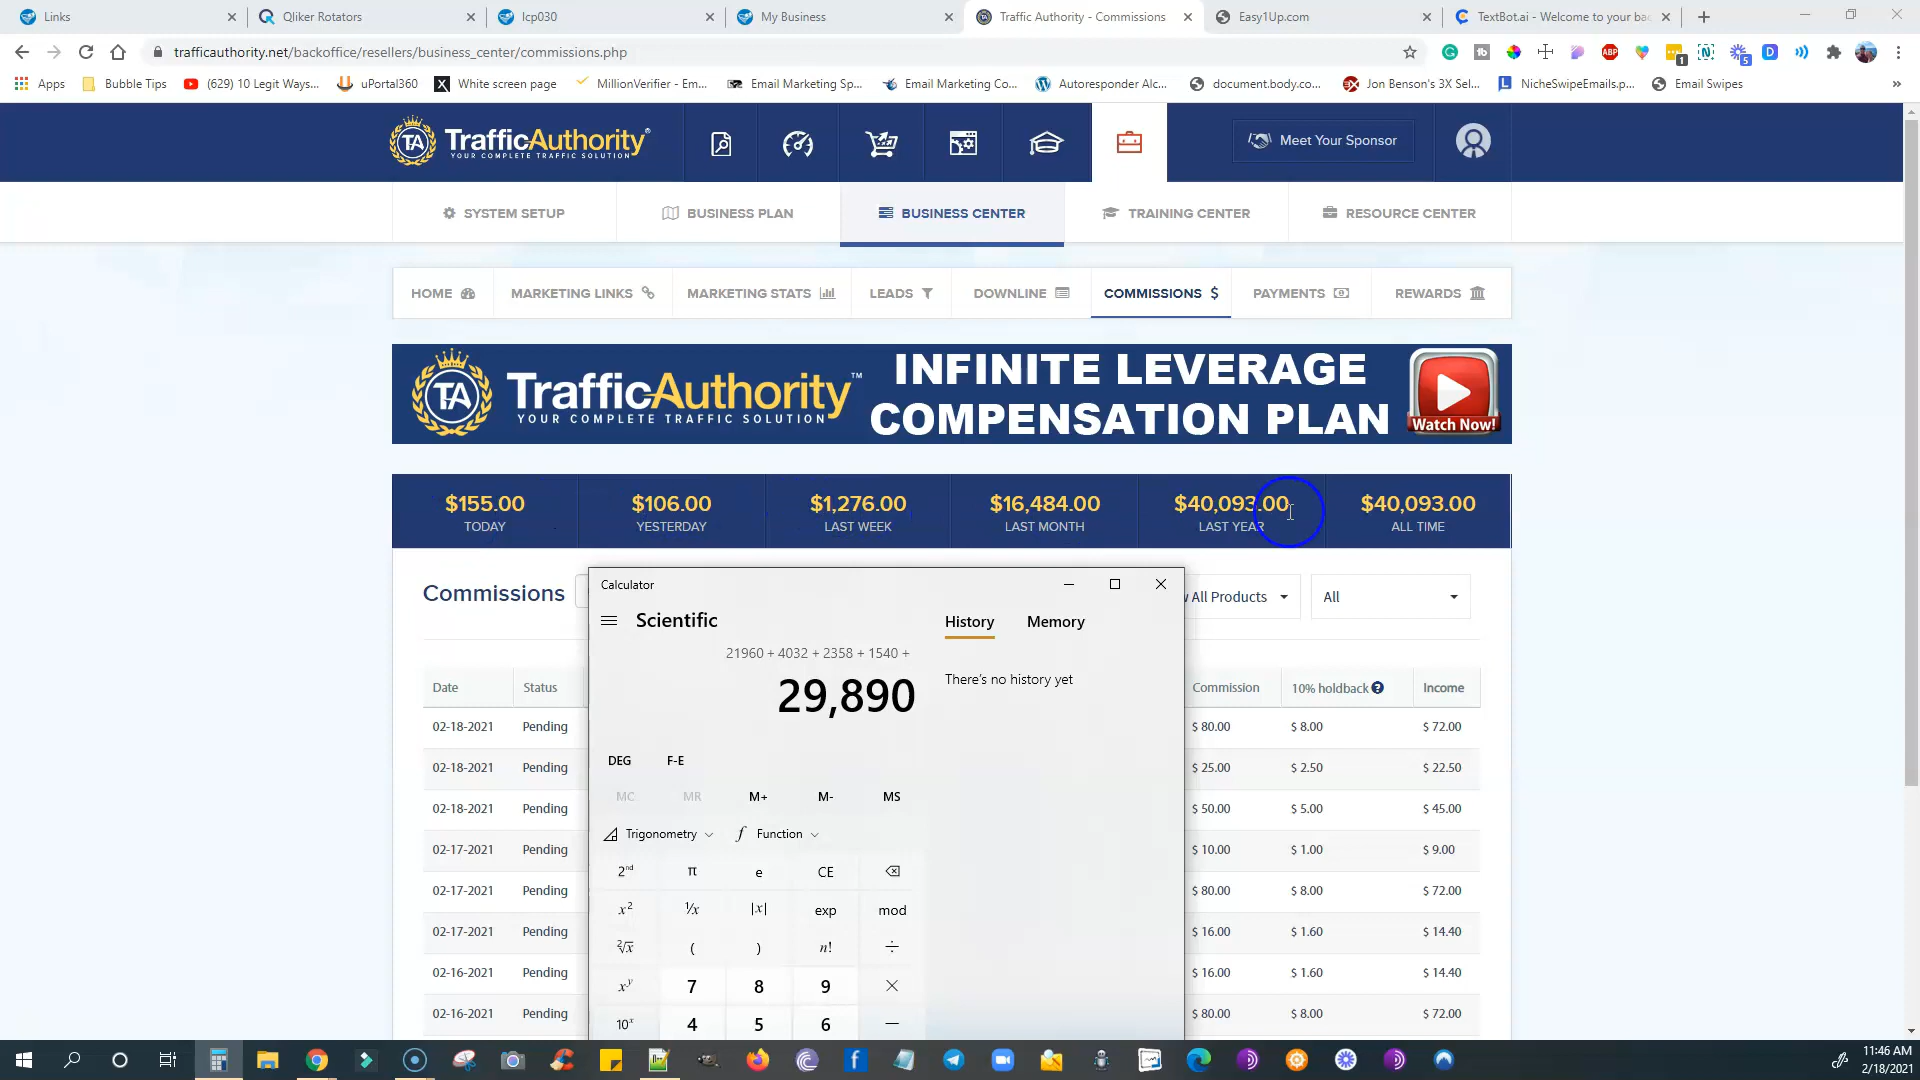 Links
Qliker Rotators
lcp030
My Business
Traffic Authority - Commissions
Easy1Up.com
TextBot.ai - Welcome to your bac
trafficauthority.net/backoffice/resellers/business_center/commissions.php
Apps
Bubble Tips
(629) 10 Legit Ways...
uPortal360
White screen page
MillionVerifier - Em...
Email Marketing Sp...
Email Marketing Co...
Autoresponder Alc...
document.body.co...
Jon Benson's 3X Sel...
NicheSwipeEmails.p...
Email Swipes
TA TrafficAuthority
YOUR COMPLETE TRAFFIC SOLUTION
Meet Your Sponsor
SYSTEM SETUP
BUSINESS PLAN
BUSINESS CENTER
TRAINING CENTER
RESOURCE CENTER
HOME
MARKETING LINKS
MARKETING STATS
LEADS
DOWNLINE
COMMISSIONS $
PAYMENTS
REWARDS
TA TrafficAuthority™
YOUR COMPLETE TRAFFIC SOLUTION
INFINITE LEVERAGE
COMPENSATION PLAN
Watch Now!
$155.00 $106.00 $1,276.00 $16,484.00 $40,093.00 $40,093.00
TODAY YESTERDAY LAST WEEK LAST MONTH LAST YEAR ALL TIME
Commissions
All Products
All
Date Status Commission 10% holdback ? Income
02-18-2021 Pending $ 80.00 $ 8.00 $ 72.00
02-18-2021 Pending $ 25.00 $ 2.50 $ 22.50
02-18-2021 Pending $ 50.00 $ 5.00 $ 45.00
02-17-2021 Pending $ 10.00 $ 1.00 $ 9.00
02-17-2021 Pending $ 80.00 $ 8.00 $ 72.00
02-17-2021 Pending $ 16.00 $ 1.60 $ 14.40
02-16-2021 Pending $ 16.00 $ 1.60 $ 14.40
02-16-2021 Pending $ 80.00 $ 8.00 $ 72.00
Calculator
Scientific
History Memory
21960 + 4032 + 2358 + 1540 +
29,890
There's no history yet
DEG F-E
MC MR M+ M- MS
Trigonometry f Function
2nd π e CE
x² ¹/x |x| exp mod
²√x ( ) n! ÷
xʸ 7 8 9 ×
10ˣ 4 5 6 −
11:46 AM
2/18/2021